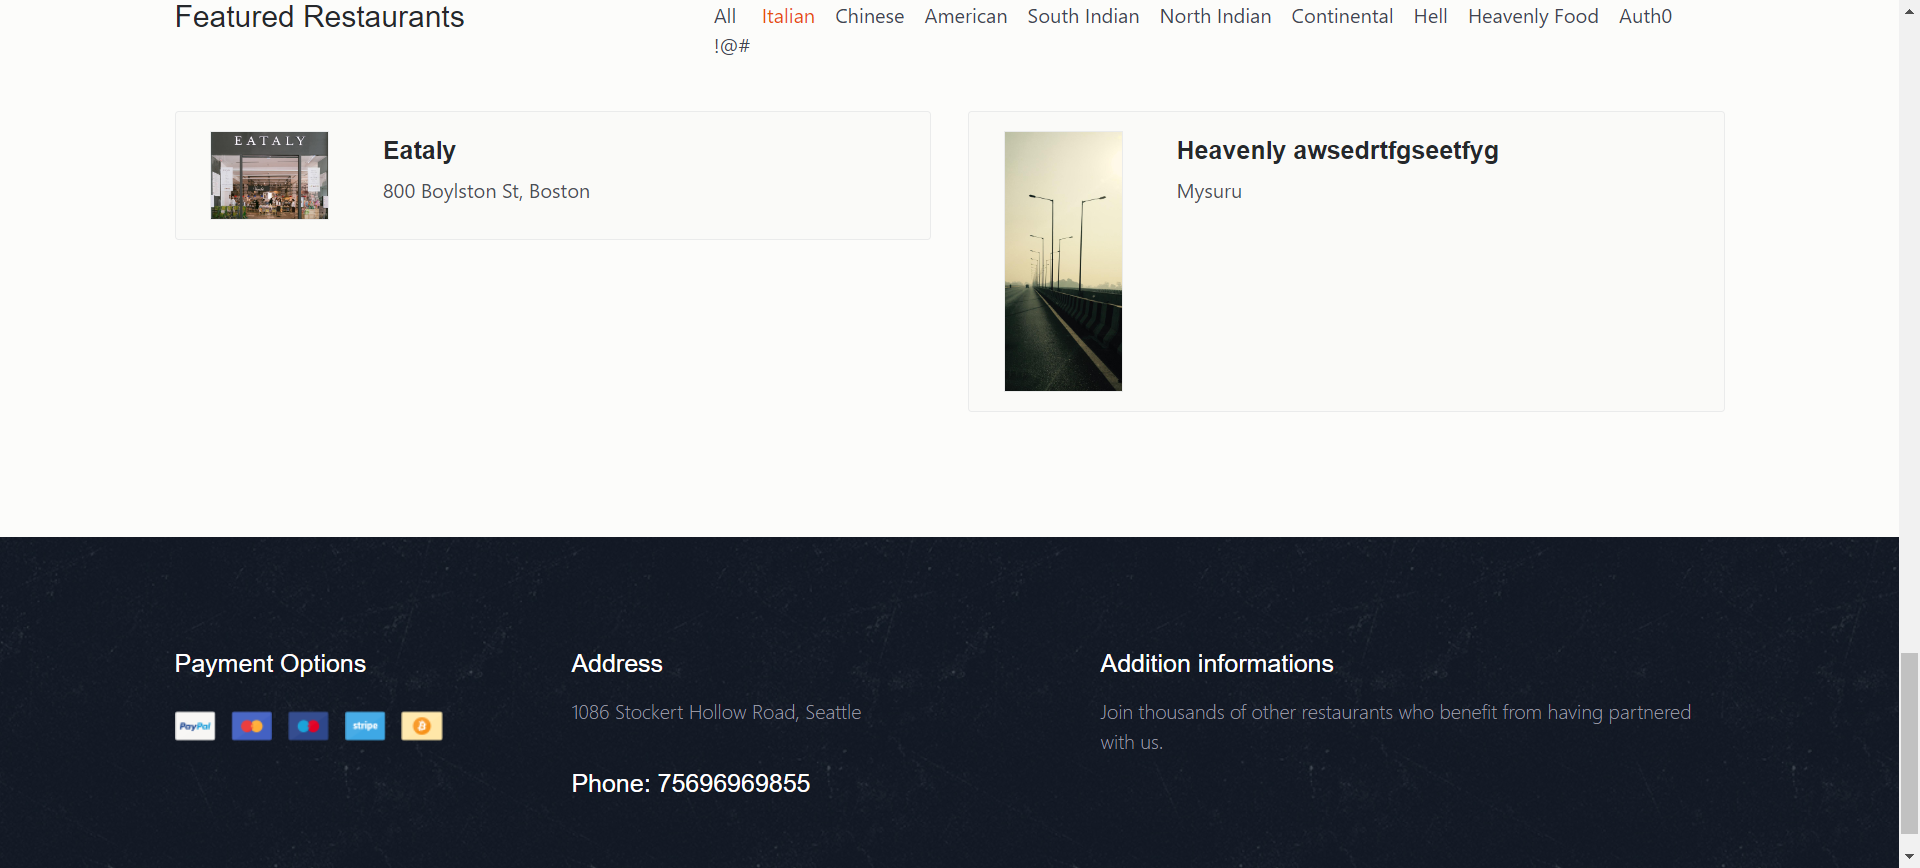 Featured Restaurants
All Italian Chinese American South Indian North Indian Continental Hell Heavenly Food Auth0
!@#
EATALY
Eataly
800 Boylston St, Boston
Heavenly awsedrtfgseetfyg
Mysuru
Payment Options
PayPal
stripe
Address
1086 Stockert Hollow Road, Seattle
Phone: 75696969855
Addition informations
Join thousands of other restaurants who benefit from having partnered
with us.